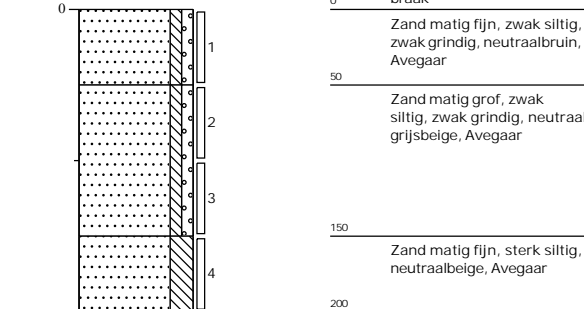 0
1
2
3
4
0
braak
Zand matig fijn, zwak siltig,
zwak grindig, neutraalbruin,
Avegaar
50
Zand matig grof, zwak
siltig, zwak grindig, neutraal
grijsbeige, Avegaar
150
Zand matig fijn, sterk siltig,
neutraalbeige, Avegaar
200